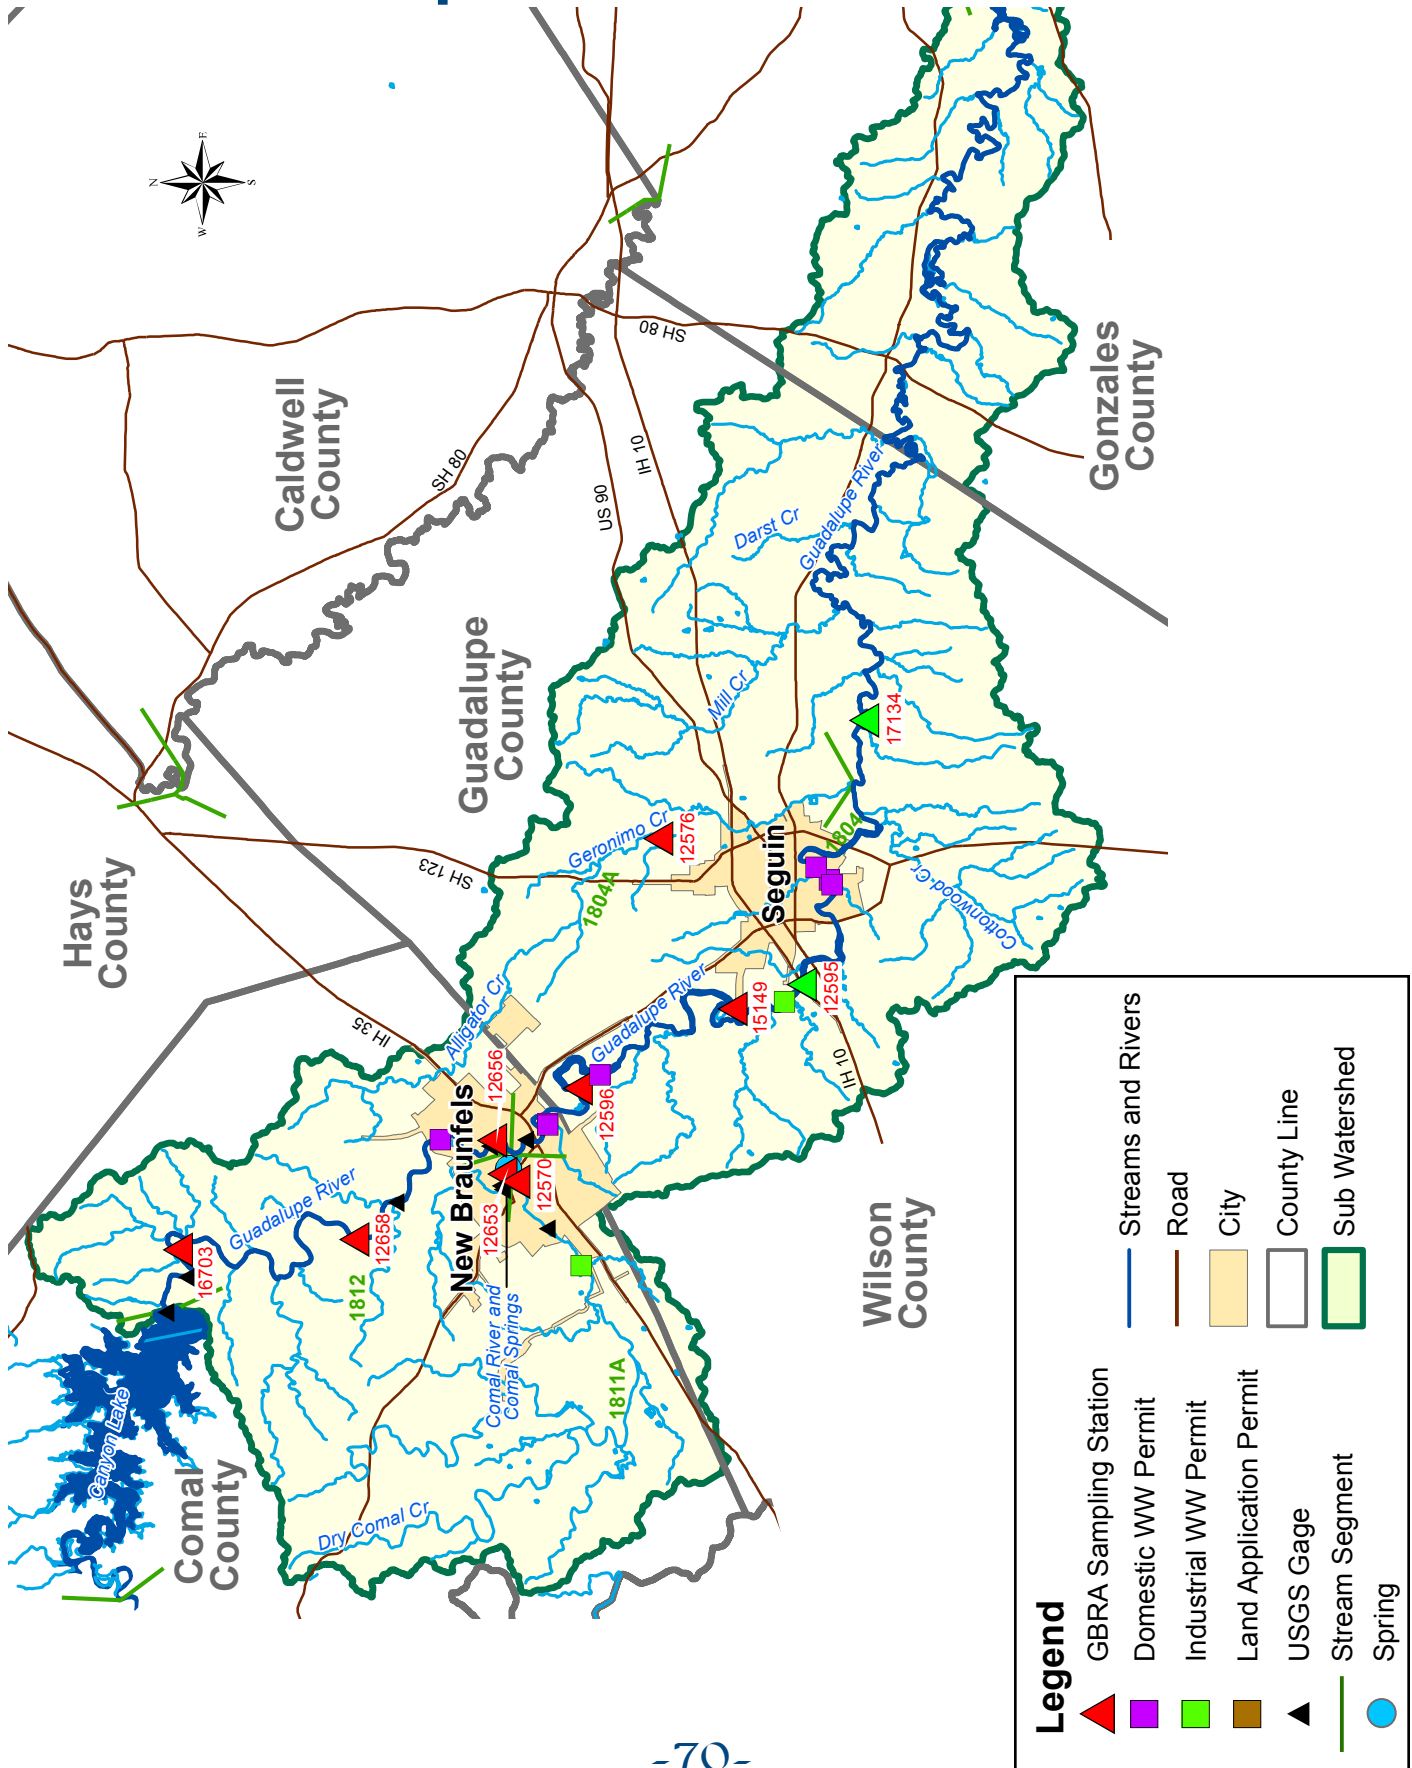 N
E
S
W
Hays
County
Caldwell
County
Guadalupe
County
Gonzales
County
Comal
County
Wilson
County
SH 80
SH 80
US 90
IH 10
IH 10
SH 123
IH 35
Canyon Lake
Guadalupe River
Guadalupe River
Guadalupe River
Alligator Cr
Geronimo Cr
Mill Cr
Darst Cr
Cottonwood Cr
Dry Comal Cr
Comal River and
Comal Springs
New Braunfels
Seguin
1812
1811A
1804A
1804
16703
12658
12653
12656
12570
12596
15149
12595
12576
17134
Legend
GBRA Sampling Station
Domestic WW Permit
Industrial WW Permit
Land Application Permit
USGS Gage
Stream Segment
Spring
Streams and Rivers
Road
City
County Line
Sub Watershed
-70-